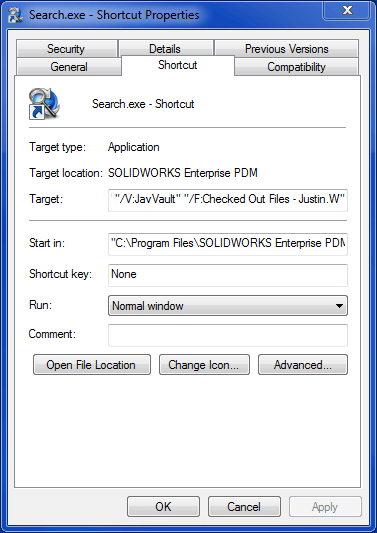 Search.exe - Shortcut Properties
Security Details Previous Versions
General Shortcut Compatibility
Search.exe - Shortcut
Target type: Application
Target location: SOLIDWORKS Enterprise PDM
Target: "/V:JavVault" "/F:Checked Out Files - Justin.W"
Start in: "C:\Program Files\SOLIDWORKS Enterprise PDM
Shortcut key: None
Run: Normal window
Comment:
Open File Location Change Icon... Advanced...
OK Cancel Apply